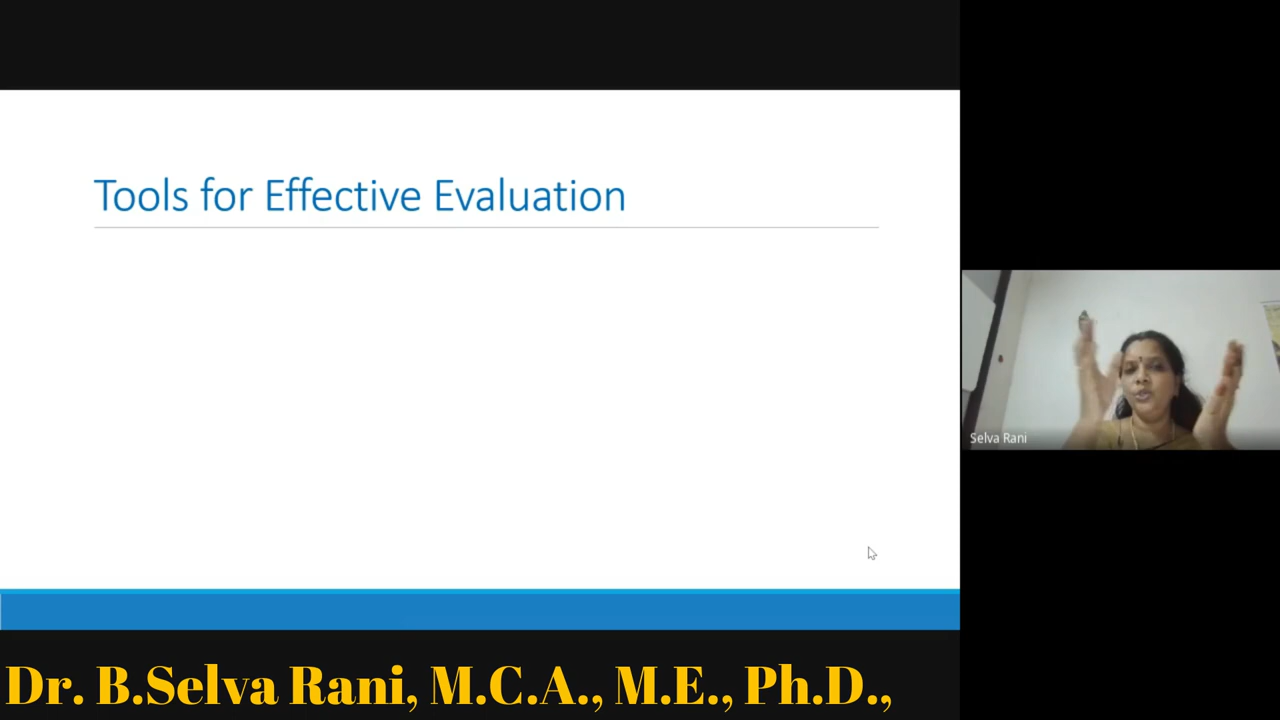 Tools for Effective Evaluation
Selva Rani
Dr. B.Selva Rani, M.C.A., M.E., Ph.D.,